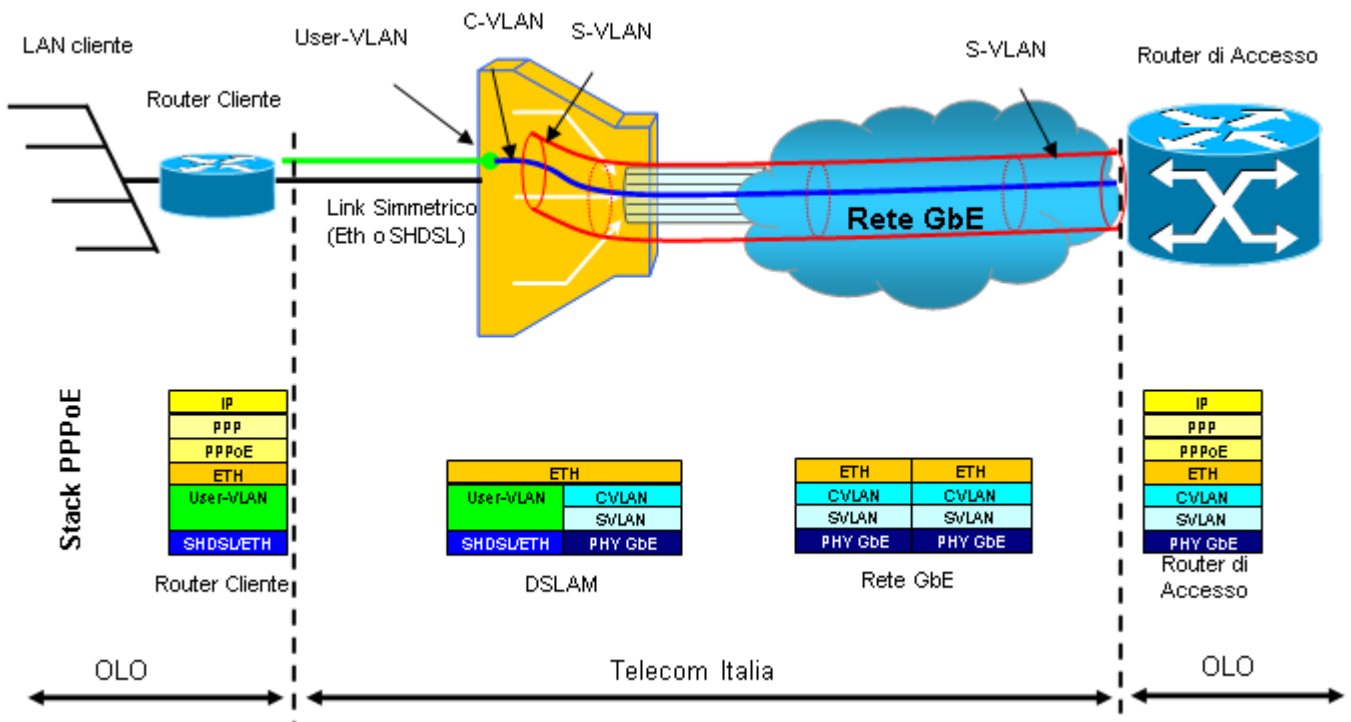 LAN cliente
Router Cliente
User-VLAN
C-VLAN
S-VLAN
S-VLAN
Router di Accesso
Link Simmetrico
(Eth o SHDSL)
Rete GbE
Stack PPPoE
IP
PPP
PPPoE
ETH
User-VLAN
SHDSL/ETH
Router Cliente
ETH
User-VLAN
CVLAN
SVLAN
SHDSL/ETH
PHY GbE
DSLAM
ETH
ETH
CVLAN
CVLAN
SVLAN
SVLAN
PHY GbE
PHY GbE
Rete GbE
IP
PPP
PPPoE
ETH
CVLAN
SVLAN
PHY GbE
Router di
Accesso
OLO
Telecom Italia
OLO